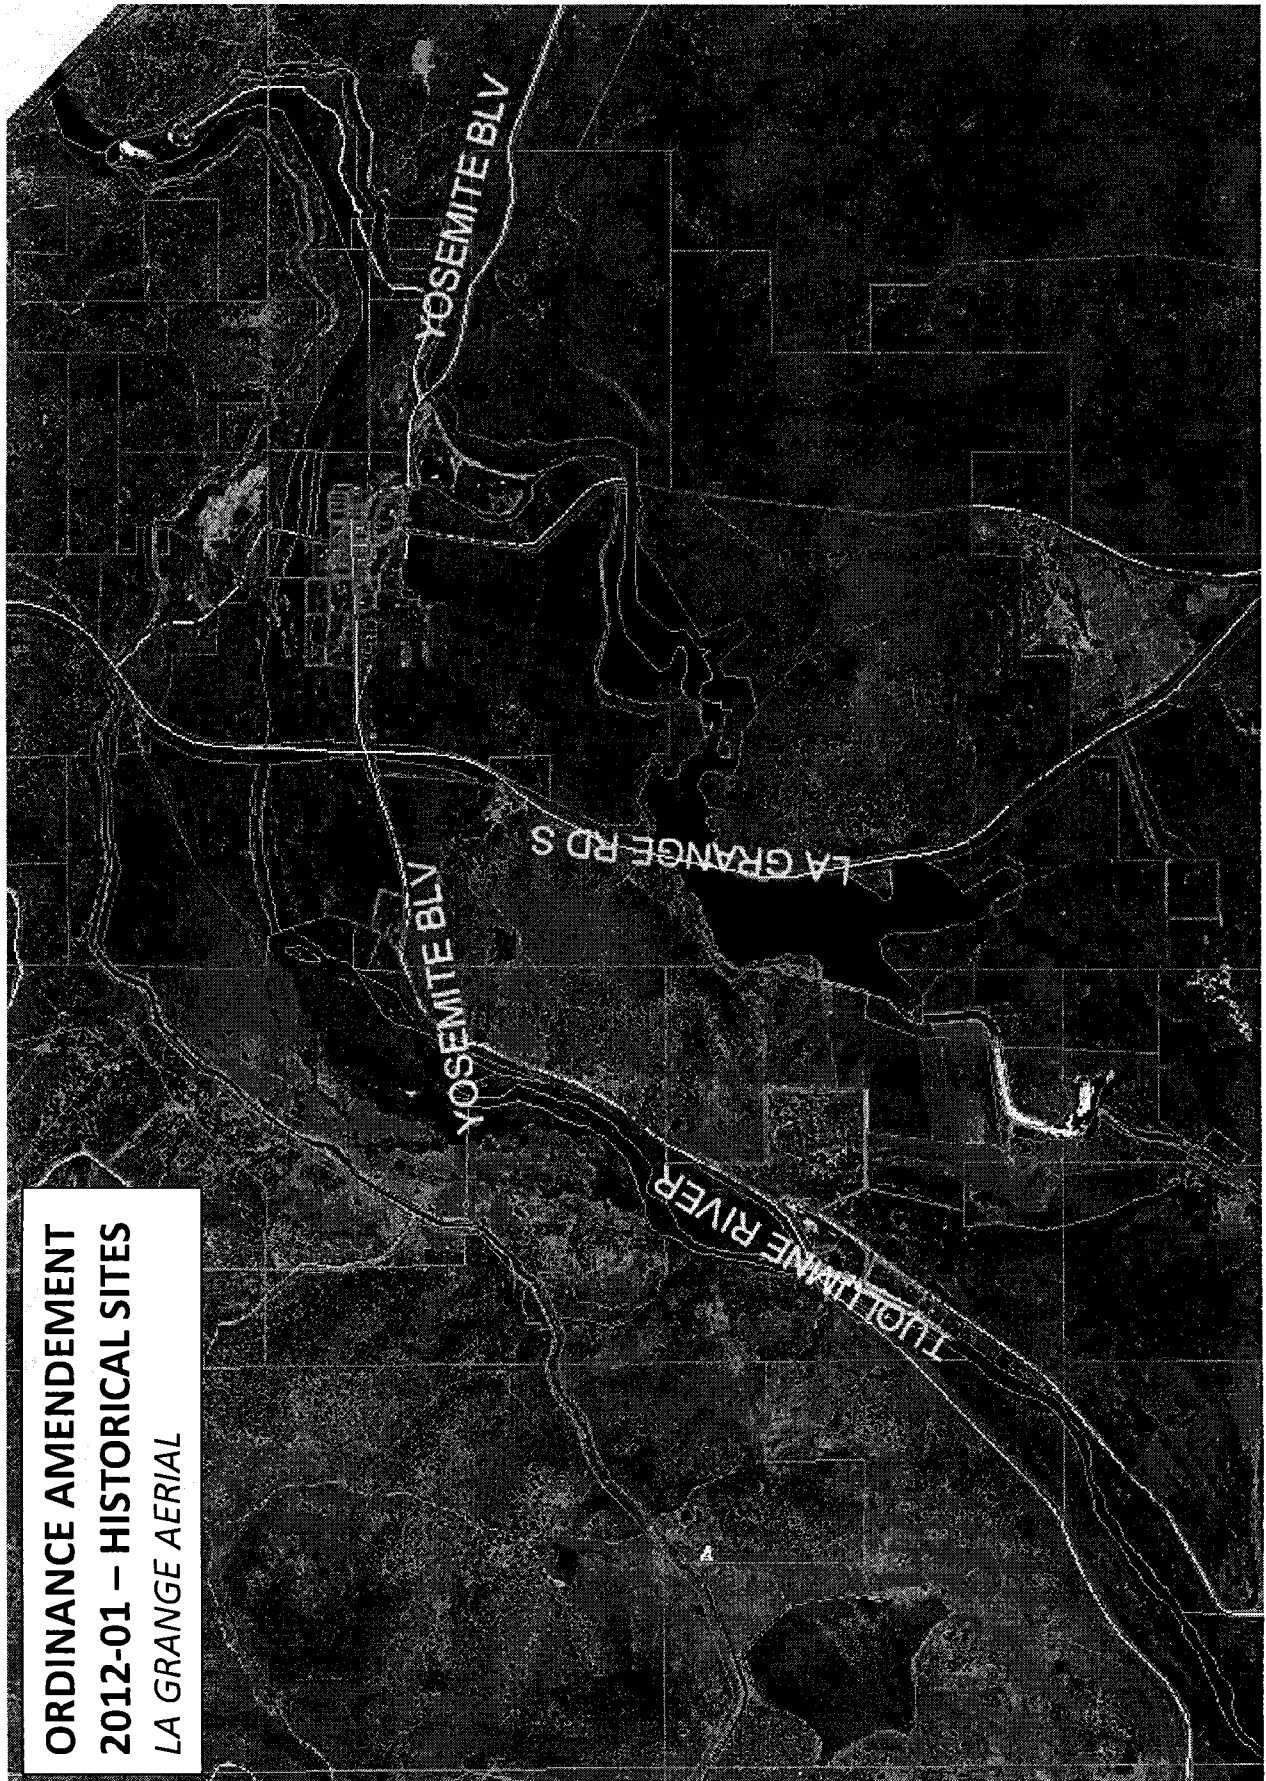 ORDINANCE AMENDEMENT
2012-01 – HISTORICAL SITES
LA GRANGE AERIAL
YOSEMITE BLV
YOSEMITE BLV
LA GRANGE RD S
TUOLUMNE RIVER